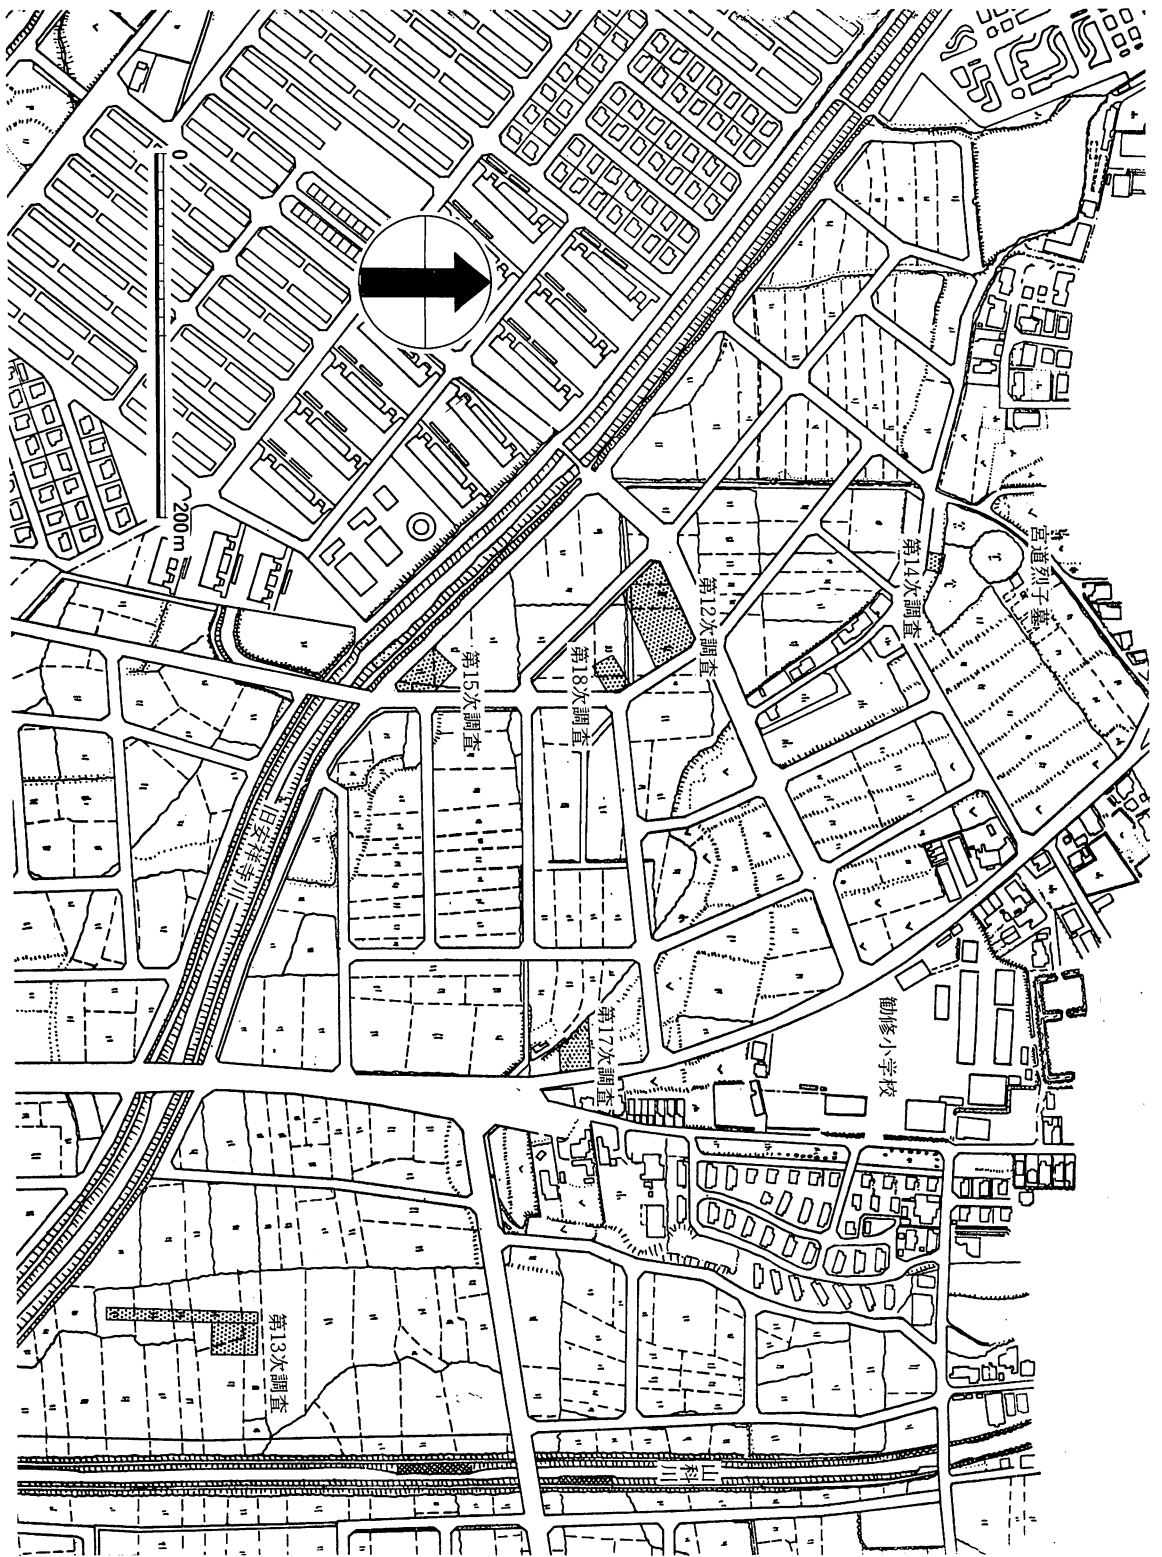 宮道烈子墓
第14次調査
第12次調査
第18次調査
第15次調査
旧安祥寺川
勧修小学校
第17次調査
第13次調査
山科川
0
200m